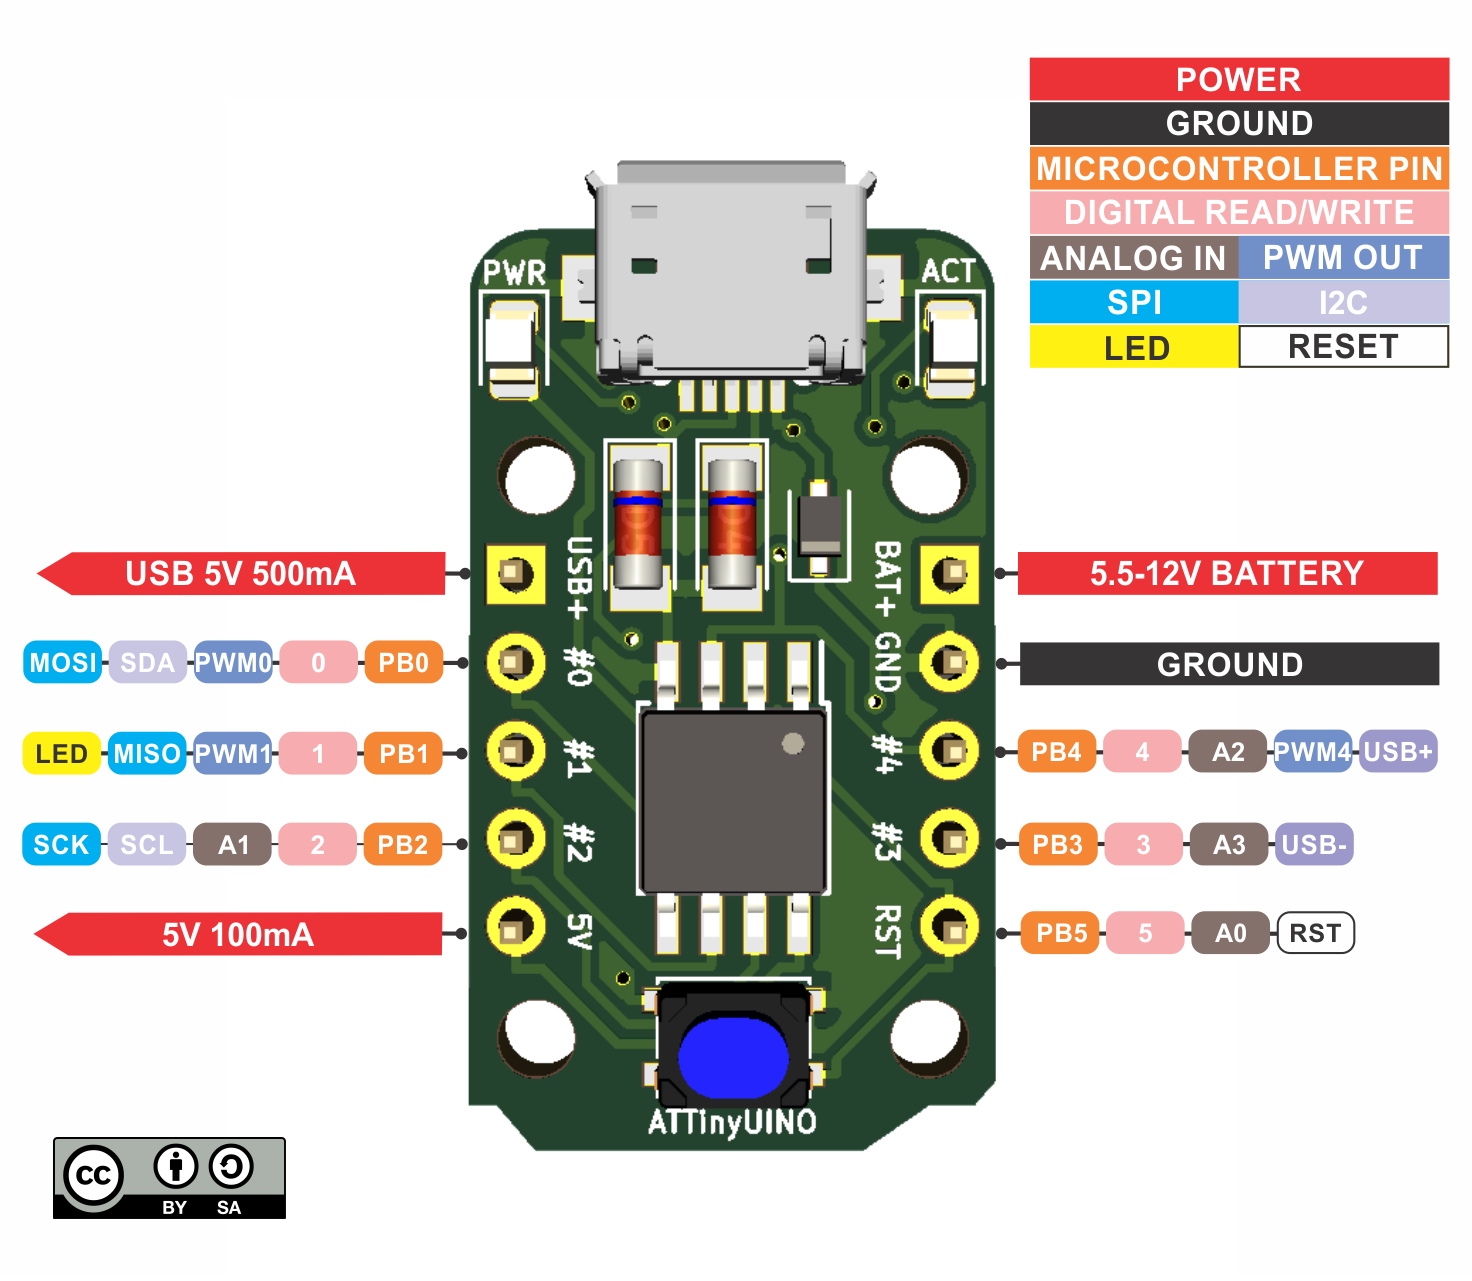 POWER
GROUND
MICROCONTROLLER PIN
DIGITAL READ/WRITE
ANALOG IN PWM OUT
SPI I2C
LED RESET
PWR ACT
USB 5V 500mA USB+ BAT+ 5.5-12V BATTERY
MOSI SDA PWM0 0 PB0 #0 GND GROUND
LED MISO PWM1 1 PB1 #1 #4 PB4 4 A2 PWM4 USB+
SCK SCL A1 2 PB2 #2 #3 PB3 3 A3 USB-
5V 100mA 5V RST PB5 5 A0 RST
ATTinyUINO
CC BY SA